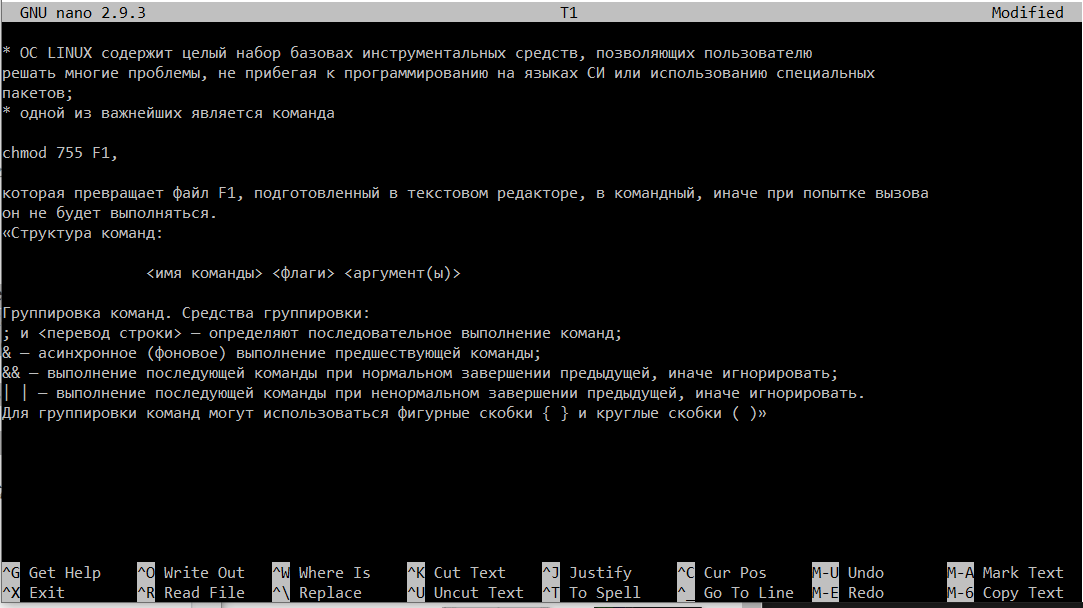 GNU nano 2.9.3 T1 Modified
* ОС LINUX содержит целый набор базовых инструментальных средств, позволяющих пользователю
решать многие проблемы, не прибегая к программированию на языках СИ или использованию специальных
пакетов;
* одной из важнейших является команда
chmod 755 F1,
которая превращает файл F1, подготовленный в текстовом редакторе, в командный, иначе при попытке вызова
он не будет выполняться.
«Структура команд:
<имя команды> <флаги> <аргумент(ы)>
Группировка команд. Средства группировки:
; и <перевод строки> — определяют последовательное выполнение команд;
& — асинхронное (фоновое) выполнение предшествующей команды;
&& — выполнение последующей команды при нормальном завершении предыдущей, иначе игнорировать;
| | — выполнение последующей команды при ненормальном завершении предыдущей, иначе игнорировать.
Для группировки команд могут использоваться фигурные скобки { } и круглые скобки ( )»
^G Get Help ^O Write Out ^W Where Is ^K Cut Text ^J Justify ^C Cur Pos M-U Undo M-A Mark Text
^X Exit ^R Read File ^\ Replace ^U Uncut Text ^T To Spell ^_ Go To Line M-E Redo M-6 Copy Text